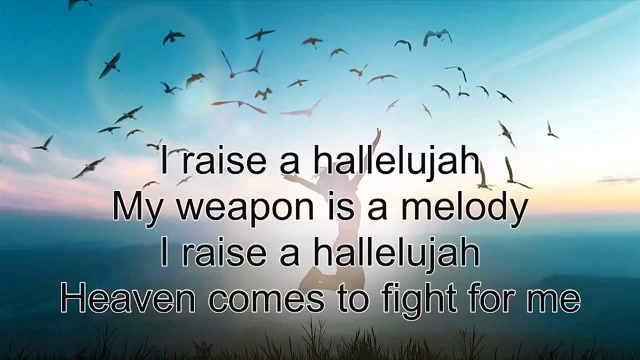 I raise a hallelujah
My weapon is a melody
I raise a hallelujah
Heaven comes to fight for me